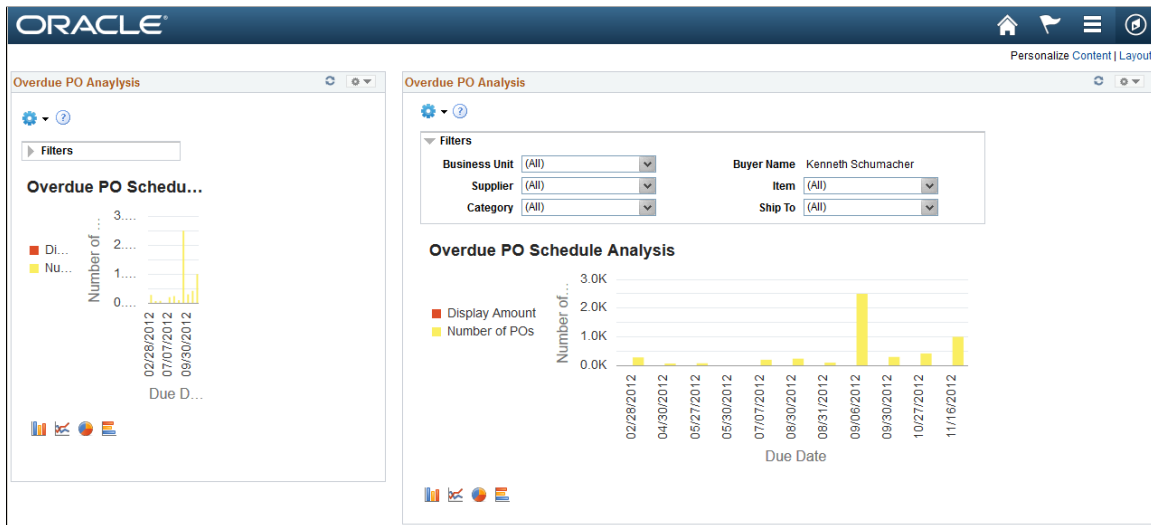 ORACLE
Personalize Content | Layout
Overdue PO Anaylysis
Filters
Overdue PO Schedu...
Di...
Nu...
Number of ...
3....
2....
1....
0....
02/28/2012
07/07/2012
09/30/2012
Due D...
Overdue PO Analysis
Filters
Business Unit (All)
Buyer Name Kenneth Schumacher
Supplier (All)
Item (All)
Category (All)
Ship To (All)
Overdue PO Schedule Analysis
Display Amount
Number of POs
Number of...
3.0K
2.0K
1.0K
0.0K
02/28/2012
04/30/2012
05/27/2012
05/30/2012
07/07/2012
08/30/2012
08/31/2012
09/06/2012
09/30/2012
10/27/2012
11/16/2012
Due Date